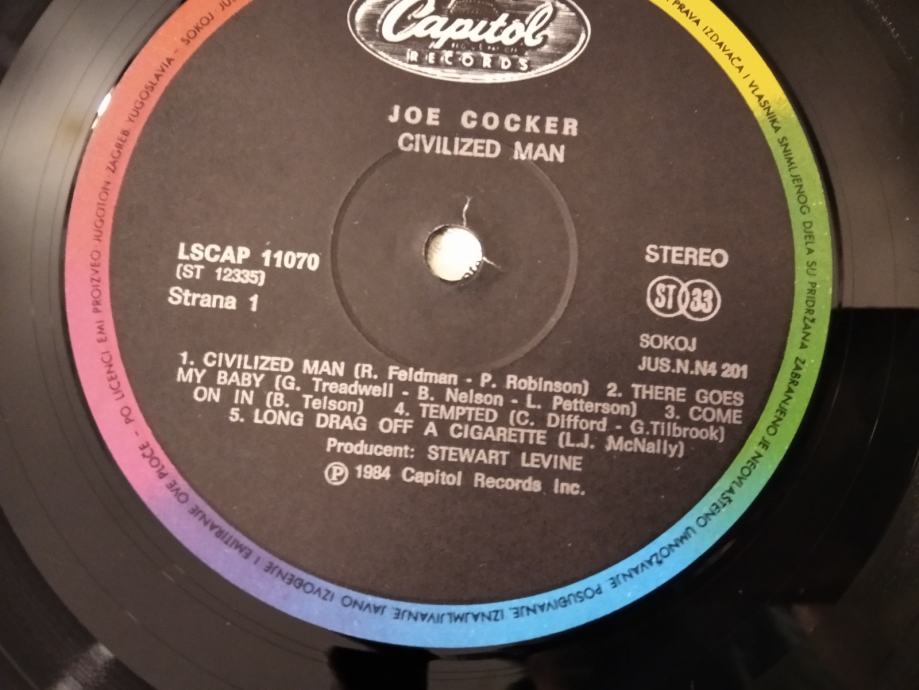 Capitol
RECORDS
JOE COCKER
CIVILIZED MAN
LSCAP 11070
(ST 12335)
Strana 1
STEREO
ST 33
SOKOJ
JUS.N.N4 201
1. CIVILIZED MAN (R. Feldman - P. Robinson) 2. THERE GOES
MY BABY (G. Treadwell - B. Nelson - L. Petterson) 3. COME
ON IN (B. Telson) 4. TEMPTED (C. Difford - G.Tilbrook)
5. LONG DRAG OFF A CIGARETTE (L.J. McNally)
Producer: STEWART LEVINE
Ⓟ 1984 Capitol Records Inc.
PRAVA IZDAVAČA I VLASNIKA SNIMLJENOG DJELA SU PRIDRŽANA ZABRANJENO JE NEOVLAŠTENO UMNOŽAVANJE, POSUĐIVANJE, IZNAJMLJIVANJE, JAVNO IZVOĐENJE I EMITIRANJE OVE PLOČE - PO LICENCI EMI PROIZVEO JUGOTON ZAGREB YUGOSLAVIA - SOKOJ